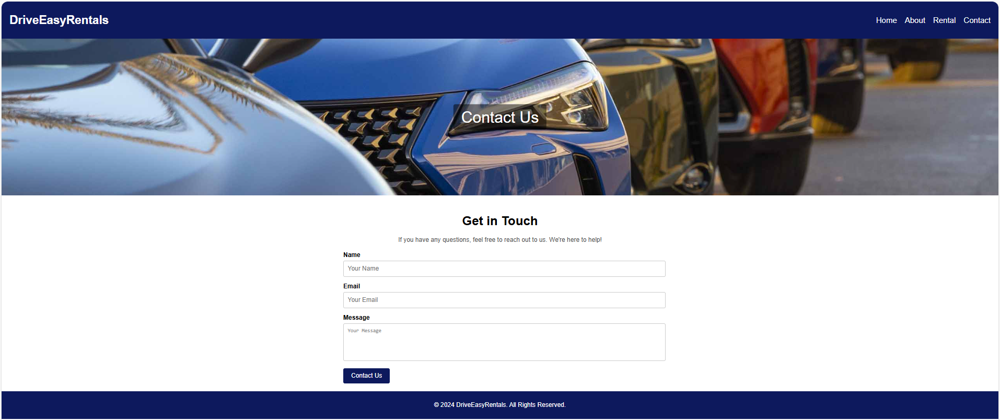 DriveEasyRentals
Home About Rental Contact
Contact Us
Get in Touch
If you have any questions, feel free to reach out to us. We're here to help!
Name
Your Name
Email
Your Email
Message
Your Message
Contact Us
© 2024 DriveEasyRentals. All Rights Reserved.